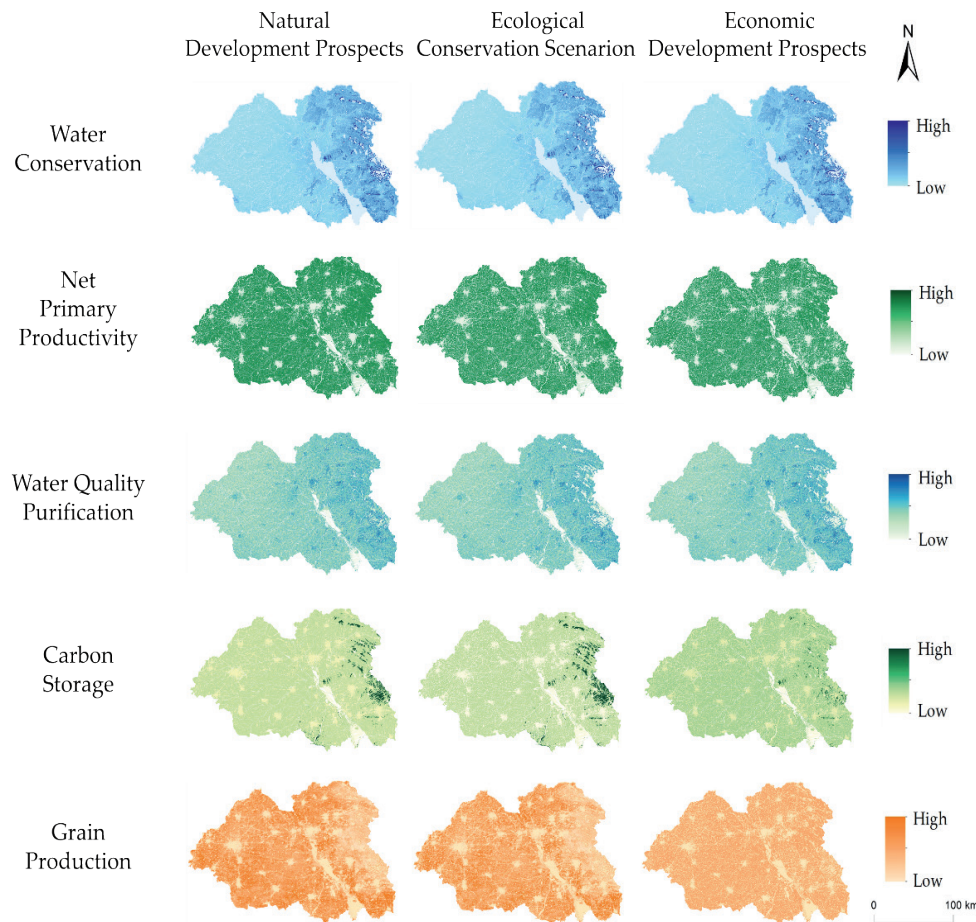 Natural
Development Prospects
Ecological
Conservation Scenarion
Economic
Development Prospects
N
Water
Conservation
High
Low
Net
Primary
Productivity
High
Low
Water Quality
Purification
High
Low
Carbon
Storage
High
Low
Grain
Production
High
Low
0 100 km